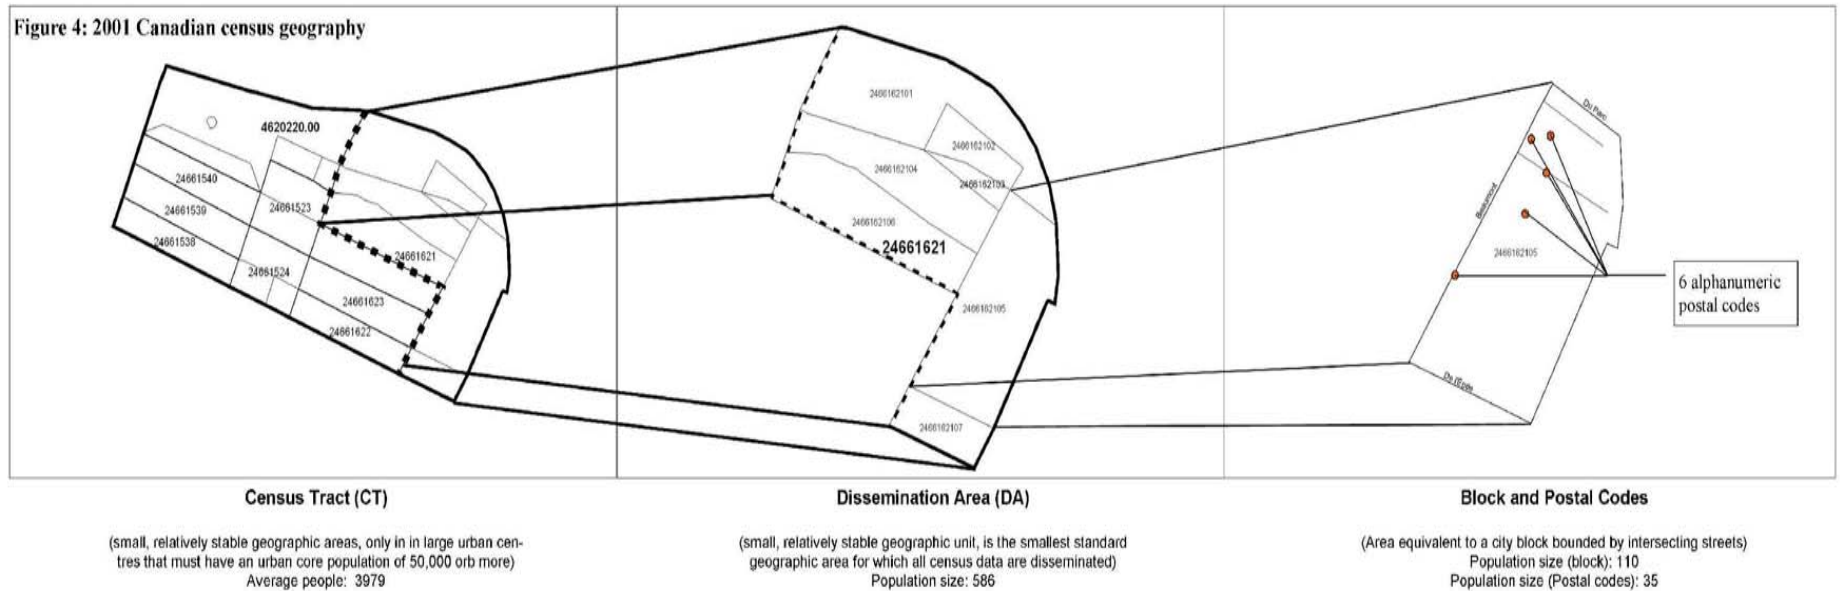 Figure 4: 2001 Canadian census geography
4620220.00
24661540
24661539
24661538
24661523
24661524
24661621
24661623
24661622
2466162101
2466162102
2466162103
2466162104
2466162106
24661621
2466162105
2466162107
Du Parc
Beaumont
2466162105
De l'Epée
6 alphanumeric
postal codes
Census Tract (CT)
(small, relatively stable geographic areas, only in in large urban cen-
tres that must have an urban core population of 50,000 orb more)
Average people: 3979
Dissemination Area (DA)
(small, relatively stable geographic unit, is the smallest standard
geographic area for which all census data are disseminated)
Population size: 586
Block and Postal Codes
(Area equivalent to a city block bounded by intersecting streets)
Population size (block): 110
Population size (Postal codes): 35